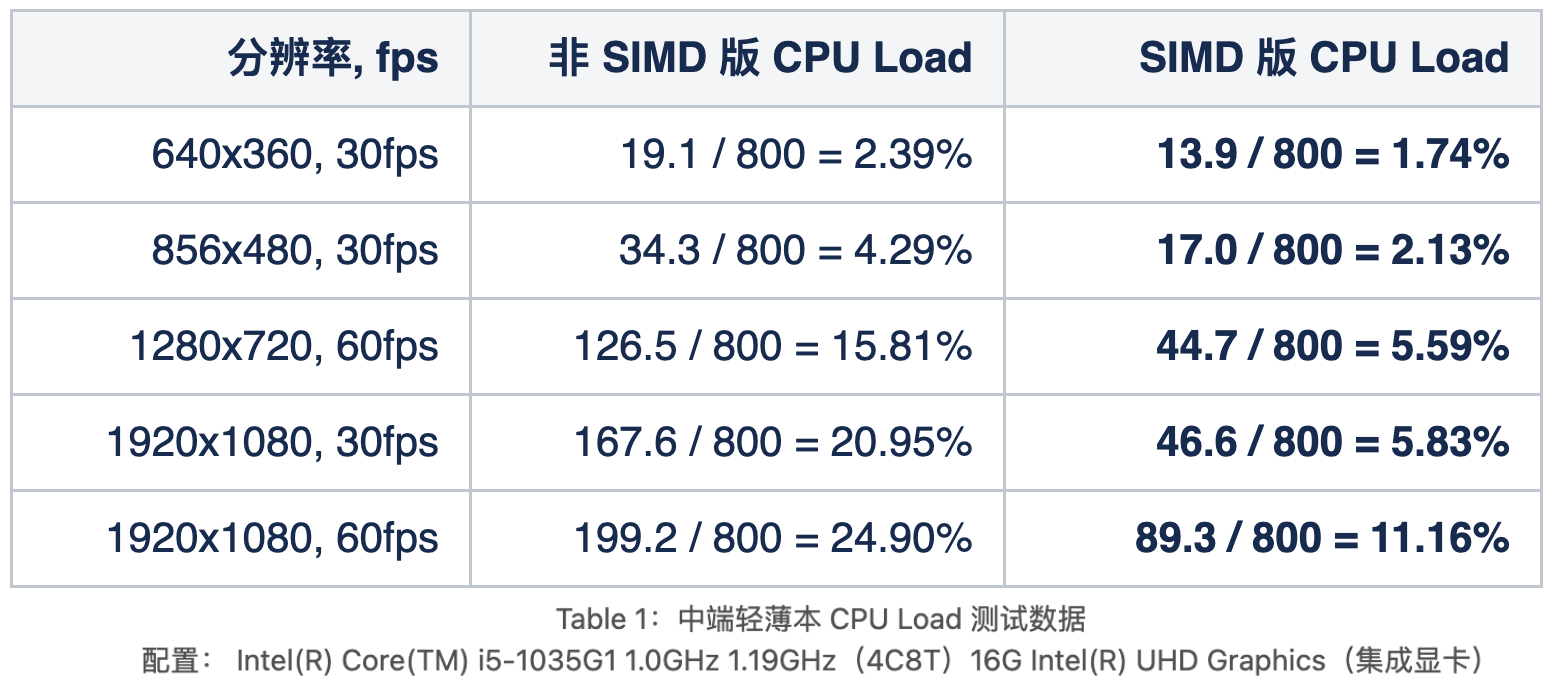 分辨率, fps 非 SIMD 版 CPU Load SIMD 版 CPU Load
640x360, 30fps 19.1 / 800 = 2.39% 13.9 / 800 = 1.74%
856x480, 30fps 34.3 / 800 = 4.29% 17.0 / 800 = 2.13%
1280x720, 60fps 126.5 / 800 = 15.81% 44.7 / 800 = 5.59%
1920x1080, 30fps 167.6 / 800 = 20.95% 46.6 / 800 = 5.83%
1920x1080, 60fps 199.2 / 800 = 24.90% 89.3 / 800 = 11.16%
Table 1：中端轻薄本 CPU Load 测试数据
配置： Intel(R) Core(TM) i5-1035G1 1.0GHz 1.19GHz（4C8T）16G Intel(R) UHD Graphics（集成显卡）